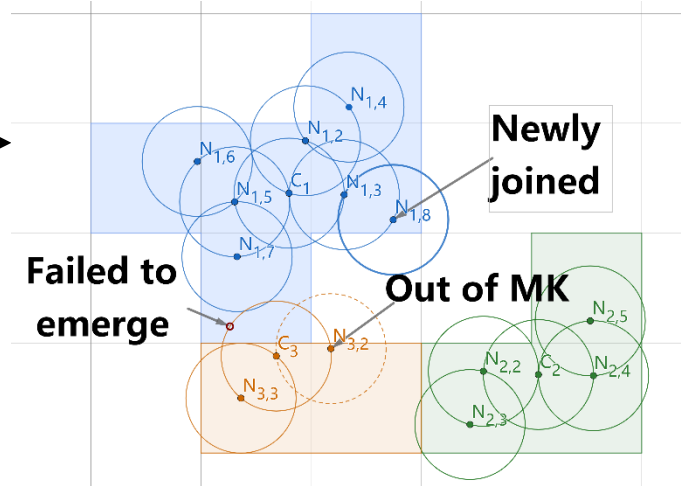 N1,4
N1,2
Newly
joined
N1,6
C1
N1,5
N1,3
N1,8
N1,7
Failed to
emerge
Out of MK
N2,5
C3
N3,2
N2,2
C2
N2,4
N3,3
N2,3